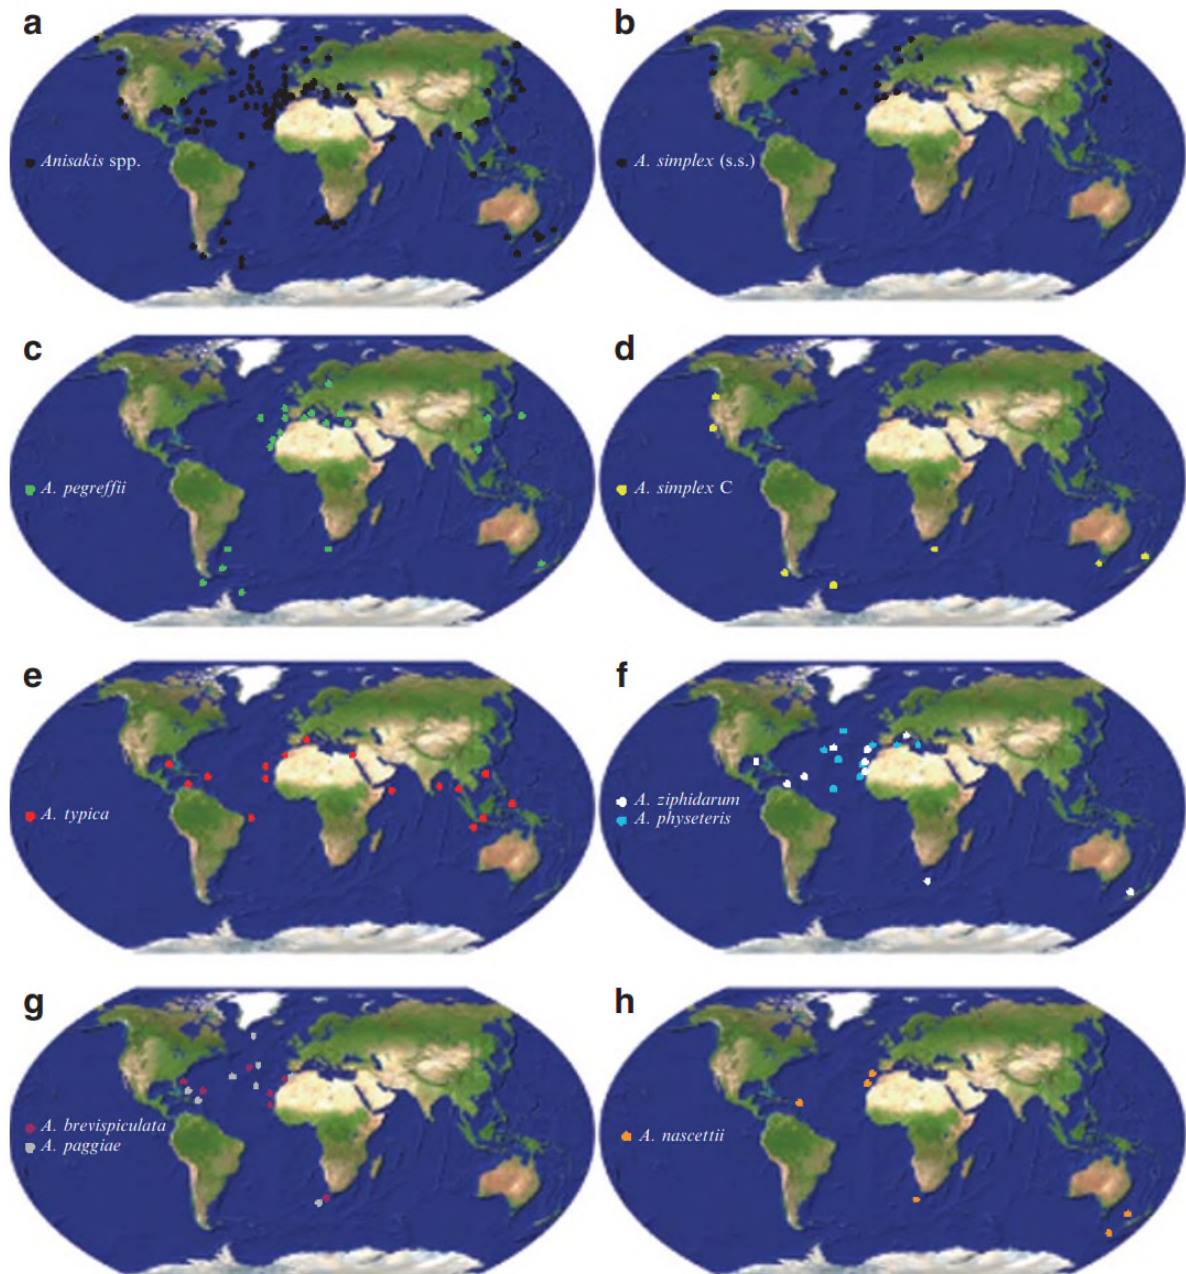 a
b
Anisakis spp.
A. simplex (s.s.)
c
d
A. pegreffii
A. simplex C
e
f
A. typica
A. ziphidarum
A. physeteris
g
h
A. brevispiculata
A. paggiae
A. nascettii